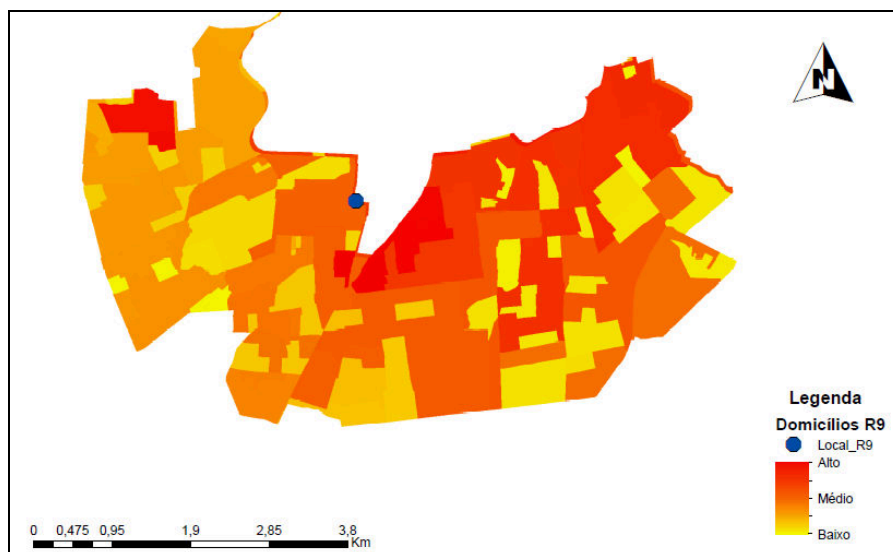 N
Legenda
Domicílios R9
Local_R9
Alto
Médio
Baixo
0 0,475 0,95 1,9 2,85 3,8
Km